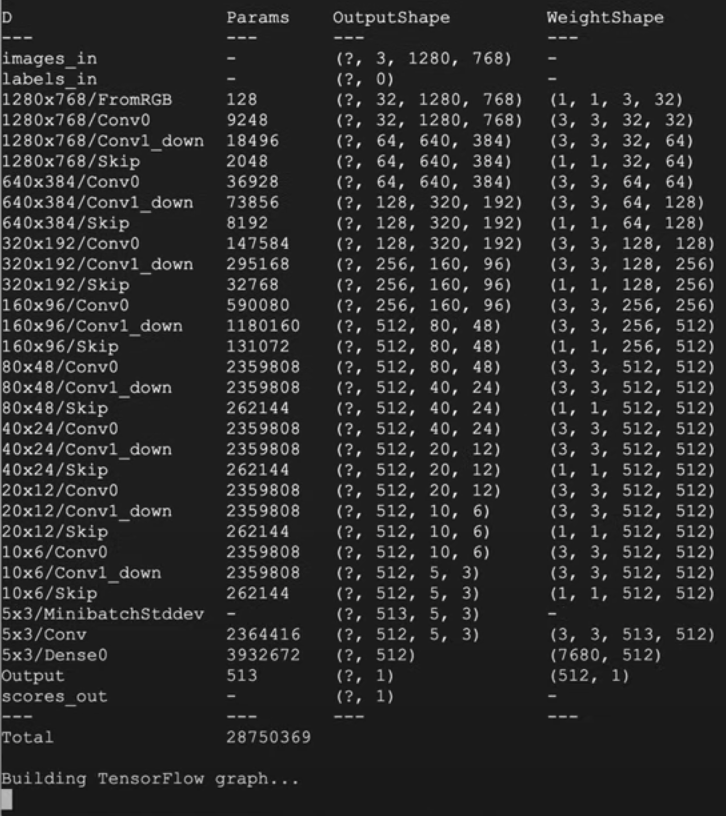 D Params OutputShape WeightShape
--- --- --- ---
images_in - (?, 3, 1280, 768) -
labels_in - (?, 0) -
1280x768/FromRGB 128 (?, 32, 1280, 768) (1, 1, 3, 32)
1280x768/Conv0 9248 (?, 32, 1280, 768) (3, 3, 32, 32)
1280x768/Conv1_down 18496 (?, 64, 640, 384) (3, 3, 32, 64)
1280x768/Skip 2048 (?, 64, 640, 384) (1, 1, 32, 64)
640x384/Conv0 36928 (?, 64, 640, 384) (3, 3, 64, 64)
640x384/Conv1_down 73856 (?, 128, 320, 192) (3, 3, 64, 128)
640x384/Skip 8192 (?, 128, 320, 192) (1, 1, 64, 128)
320x192/Conv0 147584 (?, 128, 320, 192) (3, 3, 128, 128)
320x192/Conv1_down 295168 (?, 256, 160, 96) (3, 3, 128, 256)
320x192/Skip 32768 (?, 256, 160, 96) (1, 1, 128, 256)
160x96/Conv0 590080 (?, 256, 160, 96) (3, 3, 256, 256)
160x96/Conv1_down 1180160 (?, 512, 80, 48) (3, 3, 256, 512)
160x96/Skip 131072 (?, 512, 80, 48) (1, 1, 256, 512)
80x48/Conv0 2359808 (?, 512, 80, 48) (3, 3, 512, 512)
80x48/Conv1_down 2359808 (?, 512, 40, 24) (3, 3, 512, 512)
80x48/Skip 262144 (?, 512, 40, 24) (1, 1, 512, 512)
40x24/Conv0 2359808 (?, 512, 40, 24) (3, 3, 512, 512)
40x24/Conv1_down 2359808 (?, 512, 20, 12) (3, 3, 512, 512)
40x24/Skip 262144 (?, 512, 20, 12) (1, 1, 512, 512)
20x12/Conv0 2359808 (?, 512, 20, 12) (3, 3, 512, 512)
20x12/Conv1_down 2359808 (?, 512, 10, 6) (3, 3, 512, 512)
20x12/Skip 262144 (?, 512, 10, 6) (1, 1, 512, 512)
10x6/Conv0 2359808 (?, 512, 10, 6) (3, 3, 512, 512)
10x6/Conv1_down 2359808 (?, 512, 5, 3) (3, 3, 512, 512)
10x6/Skip 262144 (?, 512, 5, 3) (1, 1, 512, 512)
5x3/MinibatchStddev - (?, 513, 5, 3) -
5x3/Conv 2364416 (?, 512, 5, 3) (3, 3, 513, 512)
5x3/Dense0 3932672 (?, 512) (7680, 512)
Output 513 (?, 1) (512, 1)
scores_out - (?, 1) -
--- --- --- ---
Total 28750369
Building TensorFlow graph...